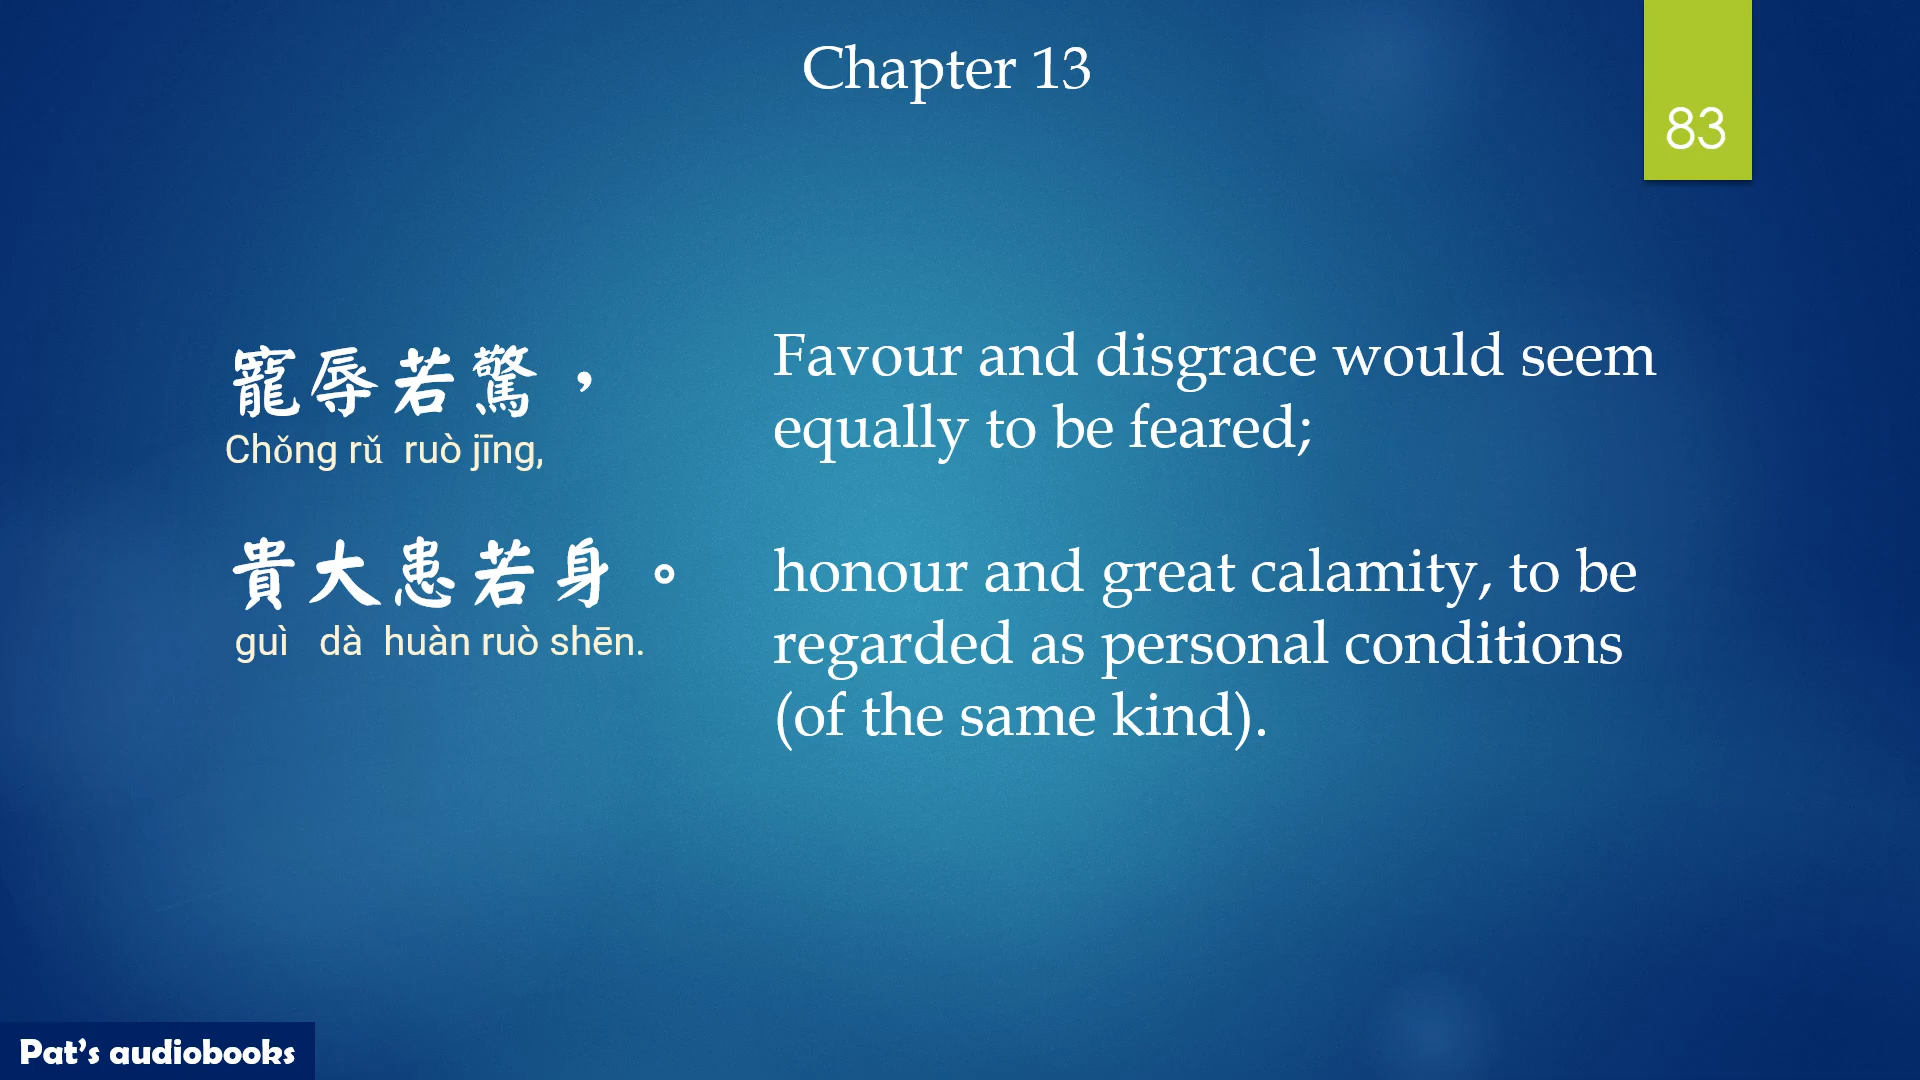 Chapter 13
83
寵辱若驚，
Chǒng rǔ ruò jīng,
貴大患若身。
guì dà huàn ruò shēn.
Favour and disgrace would seem
equally to be feared;
honour and great calamity, to be
regarded as personal conditions
(of the same kind).
Pat's audiobooks